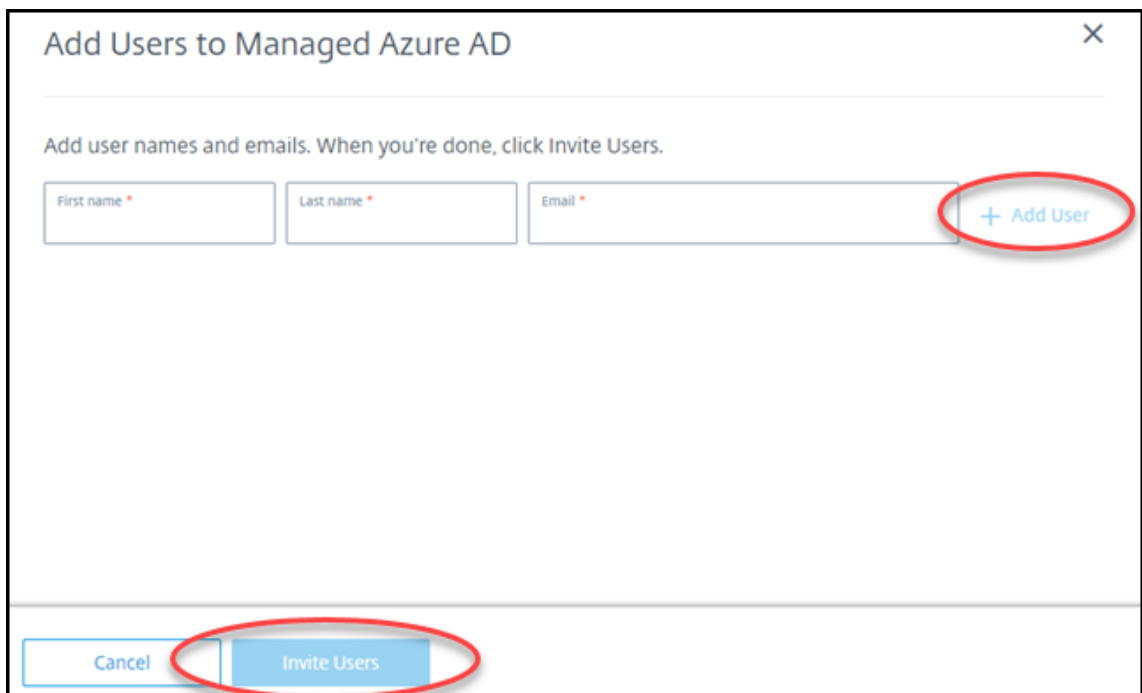 Add Users to Managed Azure AD
Add user names and emails. When you're done, click Invite Users.
First name *
Last name *
Email *
+ Add User
Cancel
Invite Users